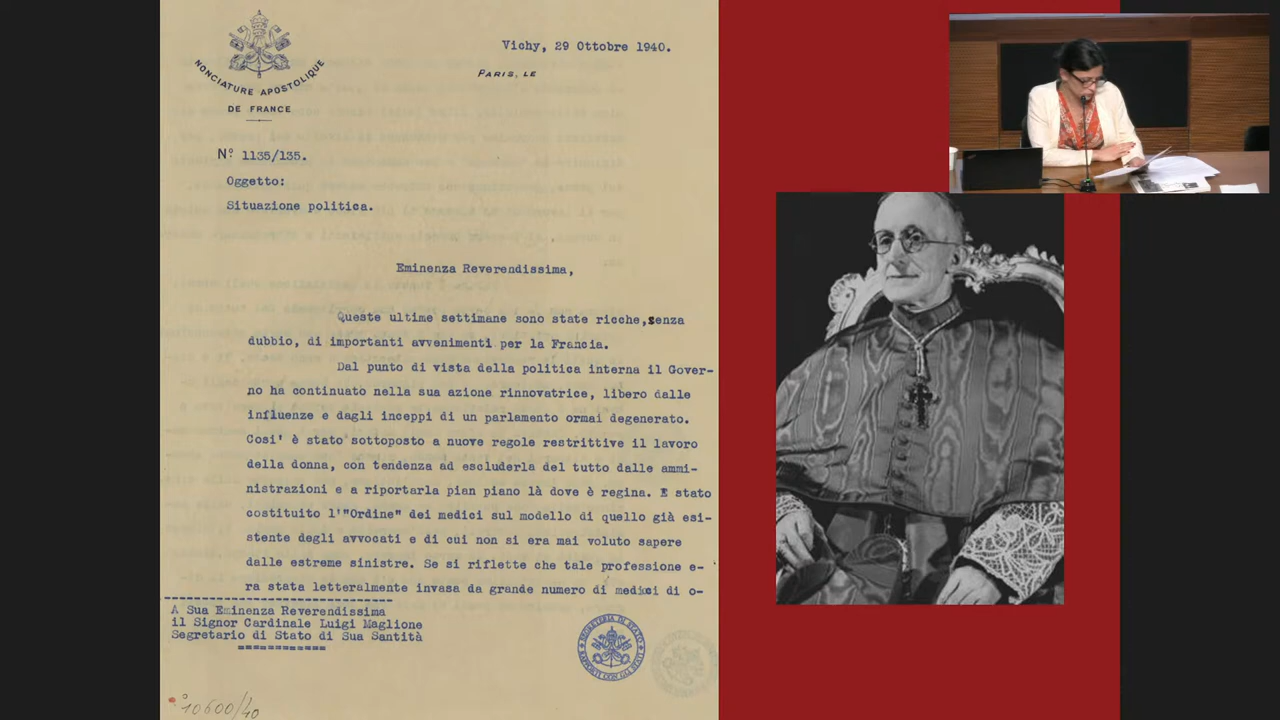 NONCIATURE APOSTOLIQUE
DE FRANCE
Vichy, 29 Ottobre 1940.
PARIS, LE
N° 1135/135.
Oggetto:
Situazione politica.
Eminenza Reverendissima,
Queste ultime settimane sono state ricche,senza
dubbio, di importanti avvenimenti per la Francia.
Dal punto di vista della politica interna il Gover-
no ha continuato nella sua azione rinnovatrice, libero dalle
influenze e dagli inceppi di un parlamento ormai degenerato.
Cosi' è stato sottoposto a nuove regole restrittive il lavoro
della donna, con tendenza ad escluderla del tutto dalle ammi-
nistrazioni e a riportarla pian piano là dove è regina. E stato
costituito l'"Ordine" dei medici sul modello di quello già esi-
stente degli avvocati e di cui non si era mai voluto sapere
dalle estreme sinistre. Se si riflette che tale professione e-
ra stata letteralmente invasa da grande numero di medici di o-
A Sua Eminenza Reverendissima
il Signor Cardinale Luigi Maglione
Segretario di Stato di Sua Santità
SEGRETERIA DI STATO
RAPPORTI CON GLI STATI
10600/40